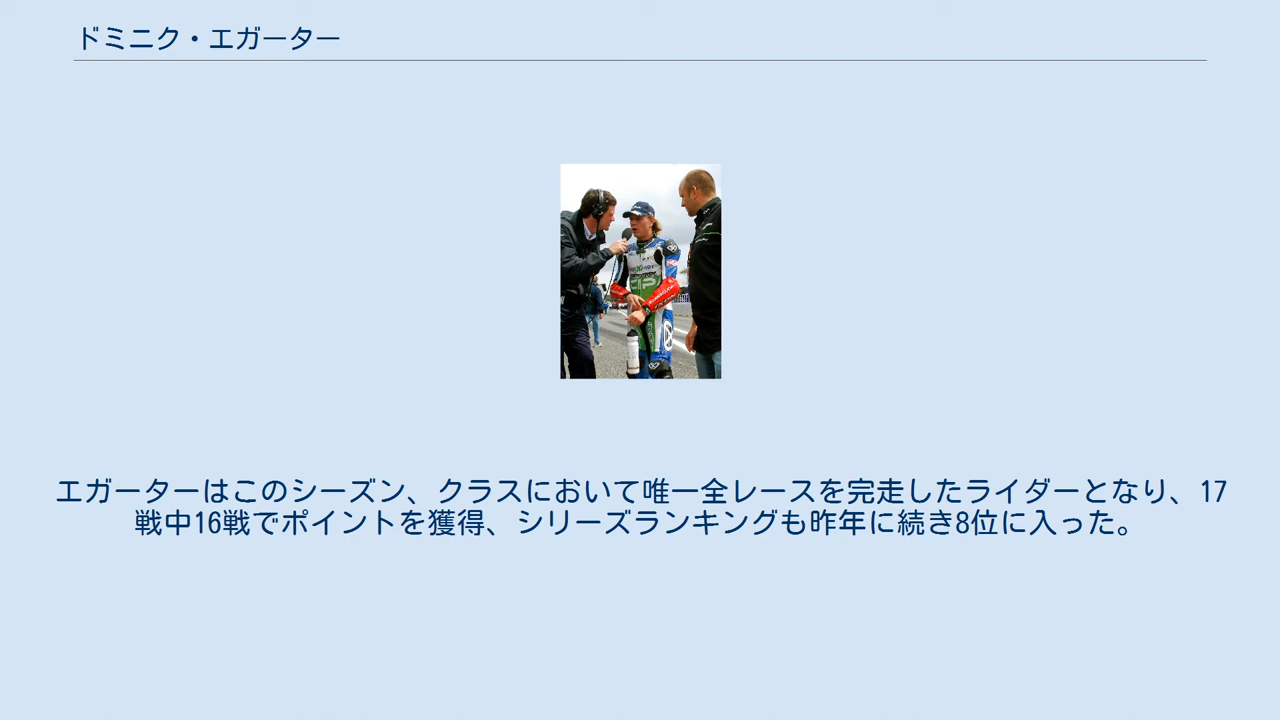 ドミニク・エガーター
エガーターはこのシーズン、クラスにおいて唯一全レースを完走したライダーとなり、17
戦中16戦でポイントを獲得、シリーズランキングも昨年に続き8位に入った。